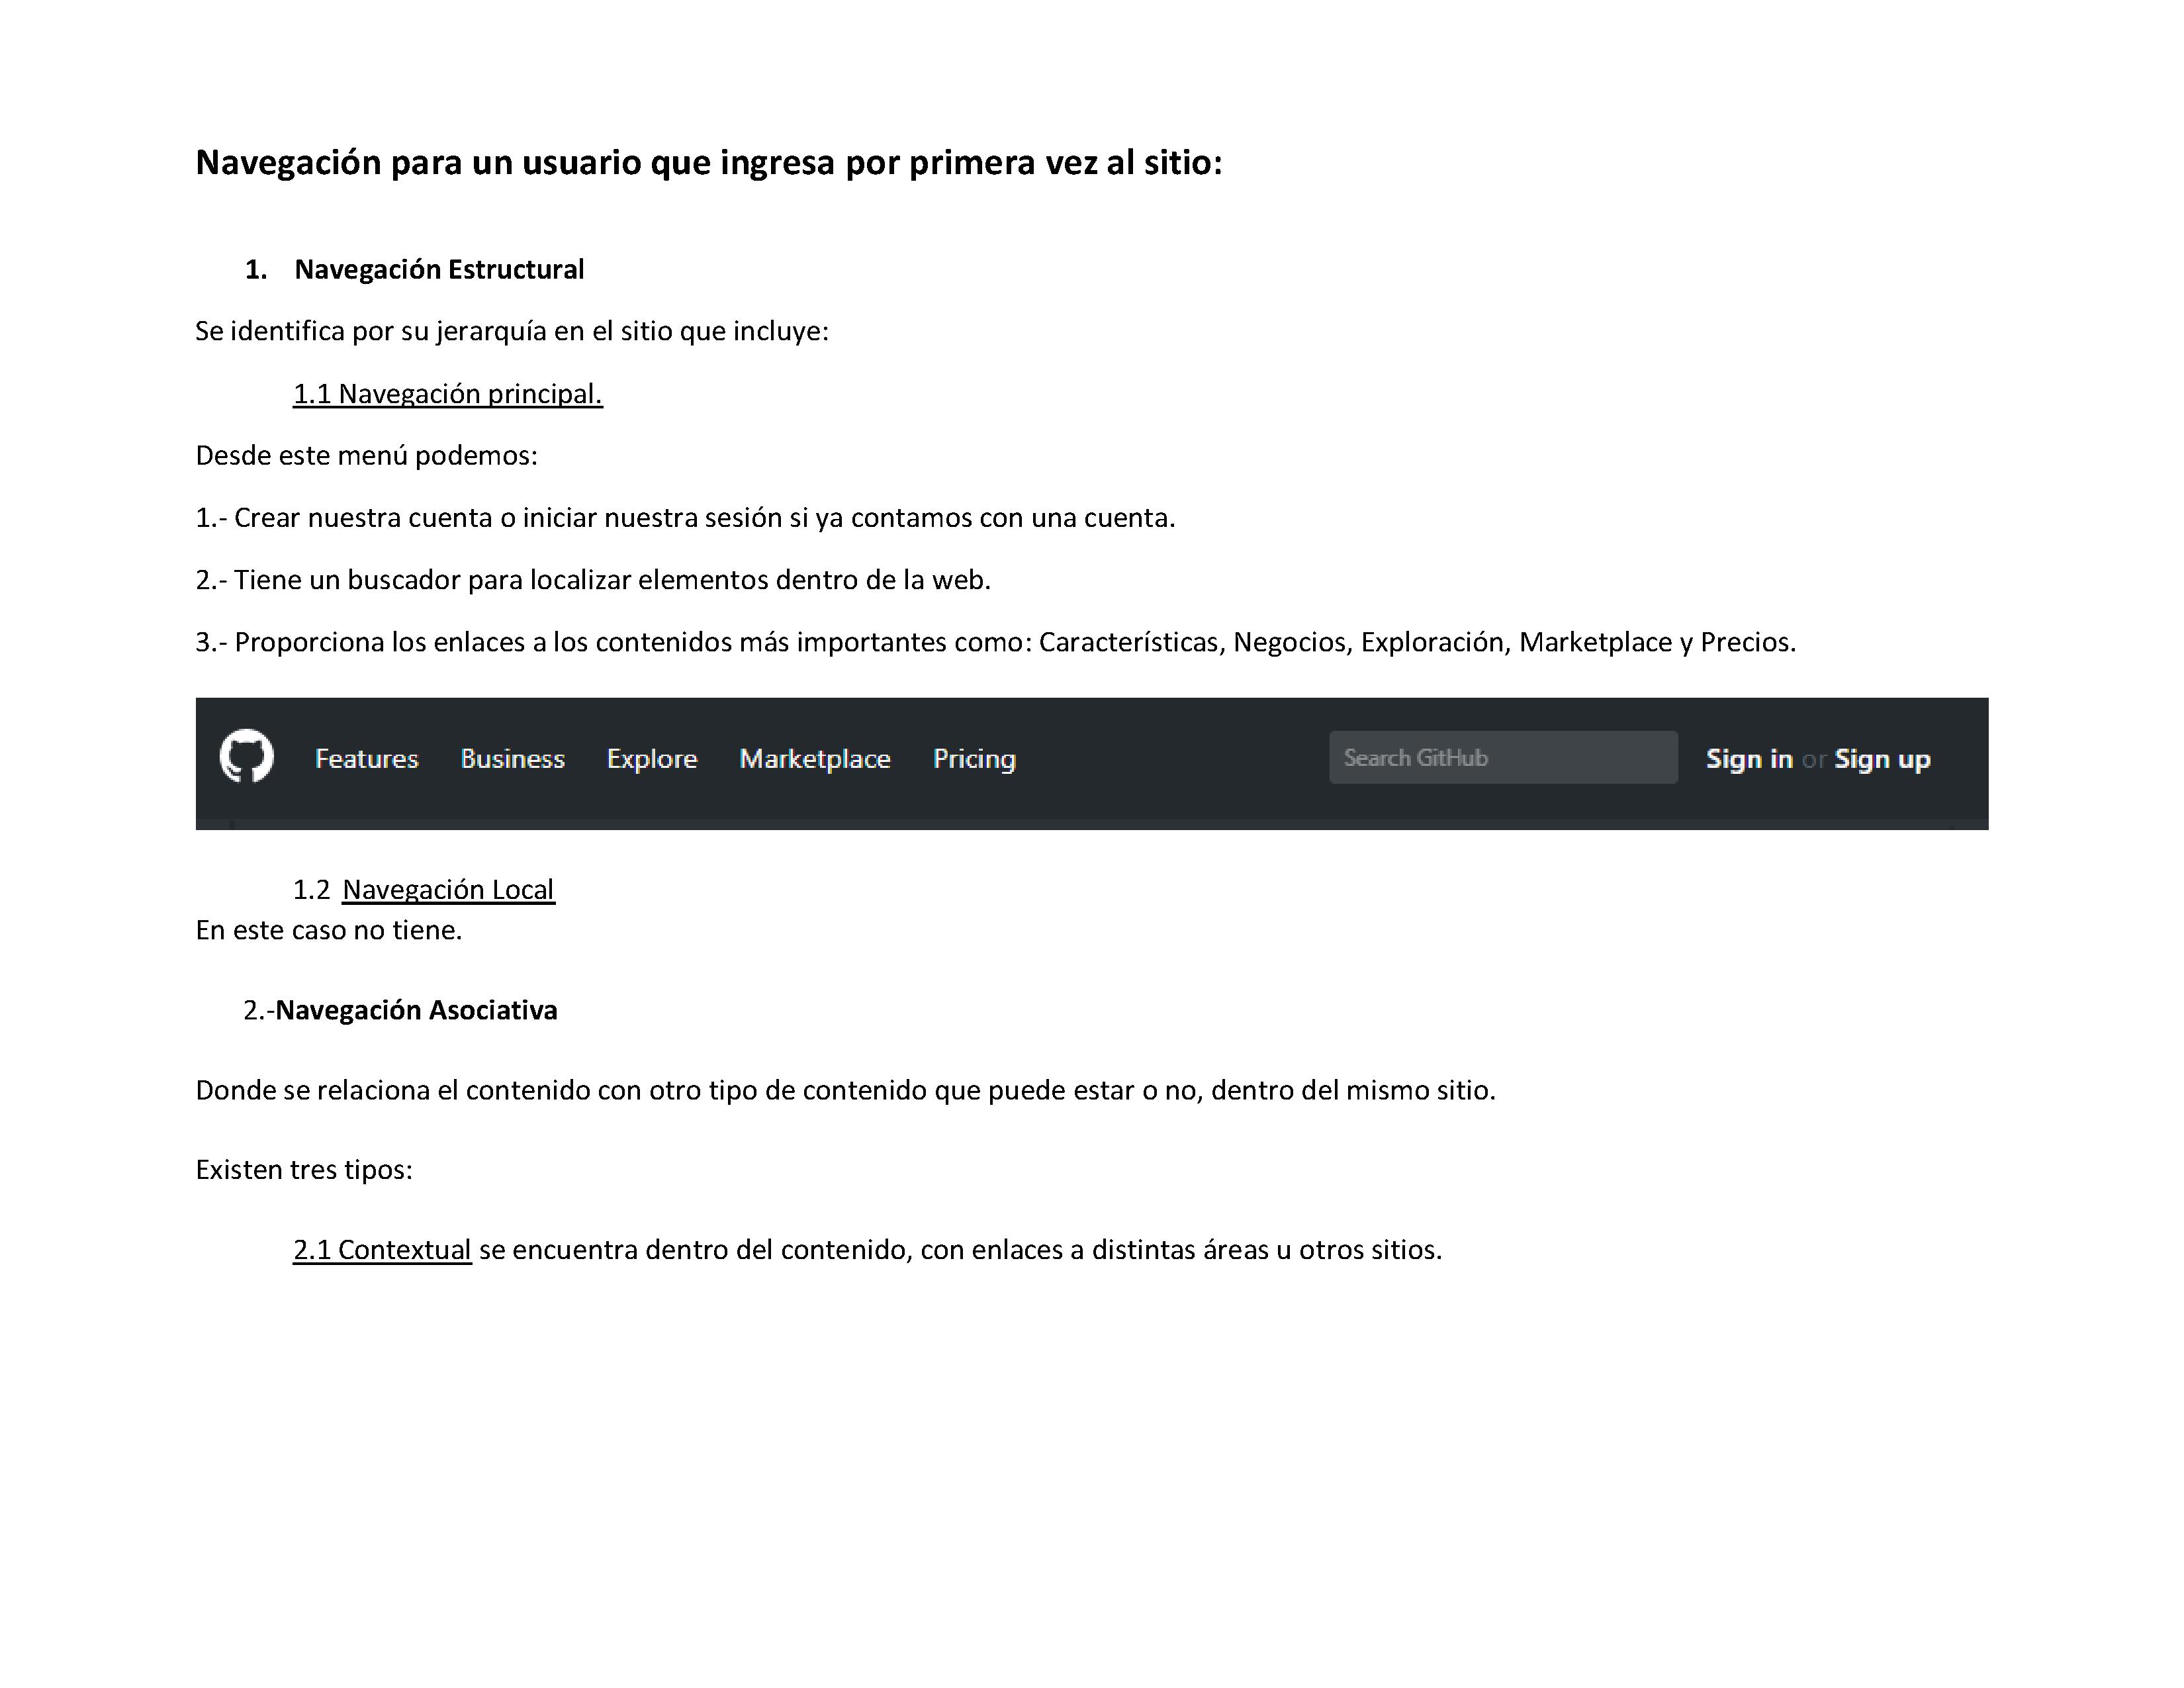 Navegación para un usuario que ingresa por primera vez al sitio:
1. Navegación Estructural
Se identifica por su jerarquía en el sitio que incluye:
1.1 Navegación principal.
Desde este menú podemos:
1.- Crear nuestra cuenta o iniciar nuestra sesión si ya contamos con una cuenta.
2.- Tiene un buscador para localizar elementos dentro de la web.
3.- Proporciona los enlaces a los contenidos más importantes como: Características, Negocios, Exploración, Marketplace y Precios.
Features Business Explore Marketplace Pricing Search GitHub Sign in or Sign up
1.2 Navegación Local
En este caso no tiene.
2.-Navegación Asociativa
Donde se relaciona el contenido con otro tipo de contenido que puede estar o no, dentro del mismo sitio.
Existen tres tipos:
2.1 Contextual se encuentra dentro del contenido, con enlaces a distintas áreas u otros sitios.